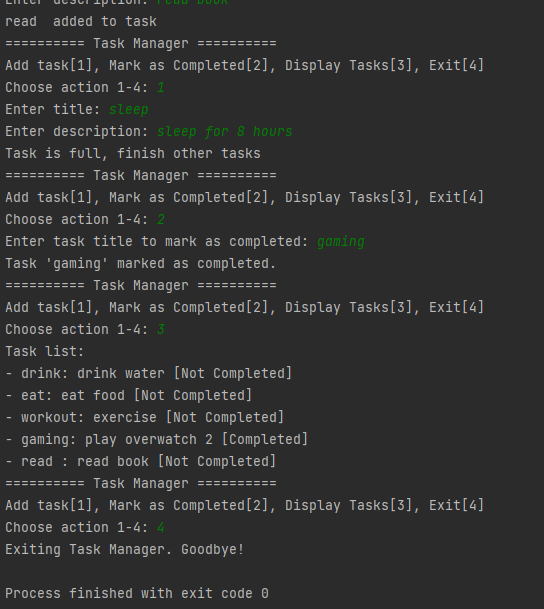 Enter description: read book
read  added to task
========== Task Manager ==========
Add task[1], Mark as Completed[2], Display Tasks[3], Exit[4]
Choose action 1-4: 1
Enter title: sleep
Enter description: sleep for 8 hours
Task is full, finish other tasks
========== Task Manager ==========
Add task[1], Mark as Completed[2], Display Tasks[3], Exit[4]
Choose action 1-4: 2
Enter task title to mark as completed: gaming
Task 'gaming' marked as completed.
========== Task Manager ==========
Add task[1], Mark as Completed[2], Display Tasks[3], Exit[4]
Choose action 1-4: 3
Task list:
- drink: drink water [Not Completed]
- eat: eat food [Not Completed]
- workout: exercise [Not Completed]
- gaming: play overwatch 2 [Completed]
- read : read book [Not Completed]
========== Task Manager ==========
Add task[1], Mark as Completed[2], Display Tasks[3], Exit[4]
Choose action 1-4: 4
Exiting Task Manager. Goodbye!

Process finished with exit code 0